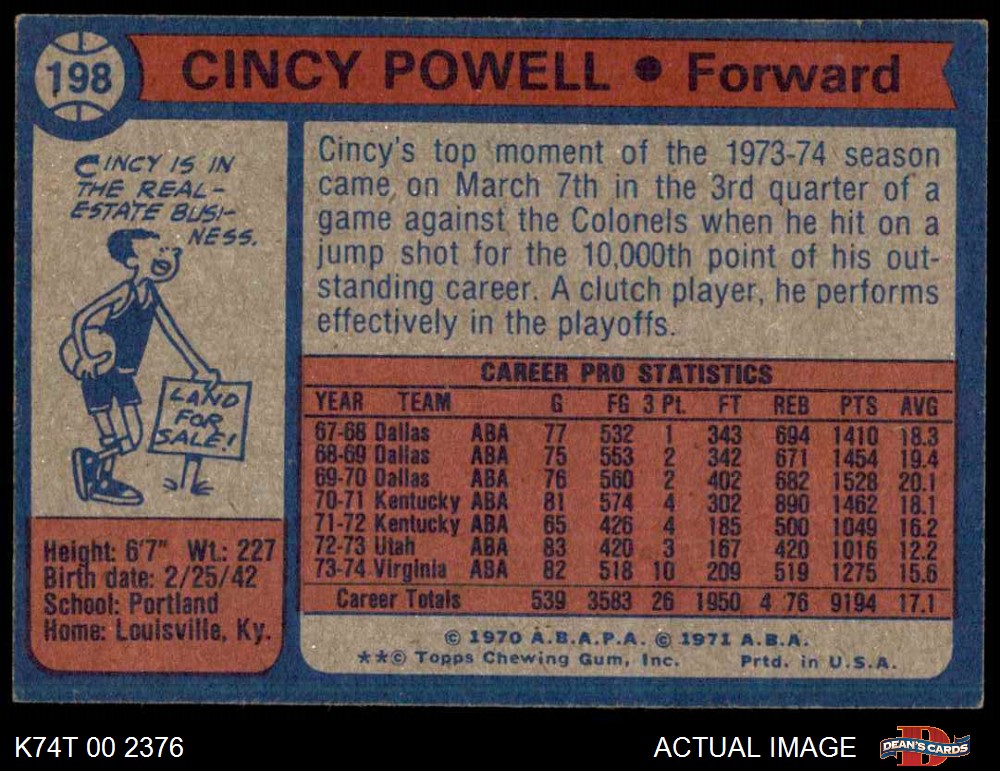 198
CINCY POWELL • Forward
CINCY IS IN
THE REAL-
ESTATE BUSI-
NESS.
LAND
FOR
SALE!
Height: 6'7" Wt.: 227
Birth date: 2/25/42
School: Portland
Home: Louisville, Ky.
Cincy's top moment of the 1973-74 season
came on March 7th in the 3rd quarter of a
game against the Colonels when he hit on a
jump shot for the 10,000th point of his out-
standing career. A clutch player, he performs
effectively in the playoffs.
CAREER PRO STATISTICS
YEAR TEAM G FG 3 Pt. FT REB PTS AVG
67-68 Dallas ABA 77 532 1 343 694 1410 18.3
68-69 Dallas ABA 75 553 2 342 671 1454 19.4
69-70 Dallas ABA 76 560 2 402 682 1528 20.1
70-71 Kentucky ABA 81 574 4 302 890 1462 18.1
71-72 Kentucky ABA 65 426 4 185 500 1049 16.2
72-73 Utah ABA 83 420 3 167 420 1016 12.2
73-74 Virginia ABA 82 518 10 209 519 1275 15.6
Career Totals 539 3583 26 1950 4 76 9194 17.1
© 1970 A.B.A.P.A. © 1971 A.B.A.
**© Topps Chewing Gum, Inc. Prtd. in U.S.A.
K74T 00 2376
ACTUAL IMAGE
D
DEAN'S CARDS